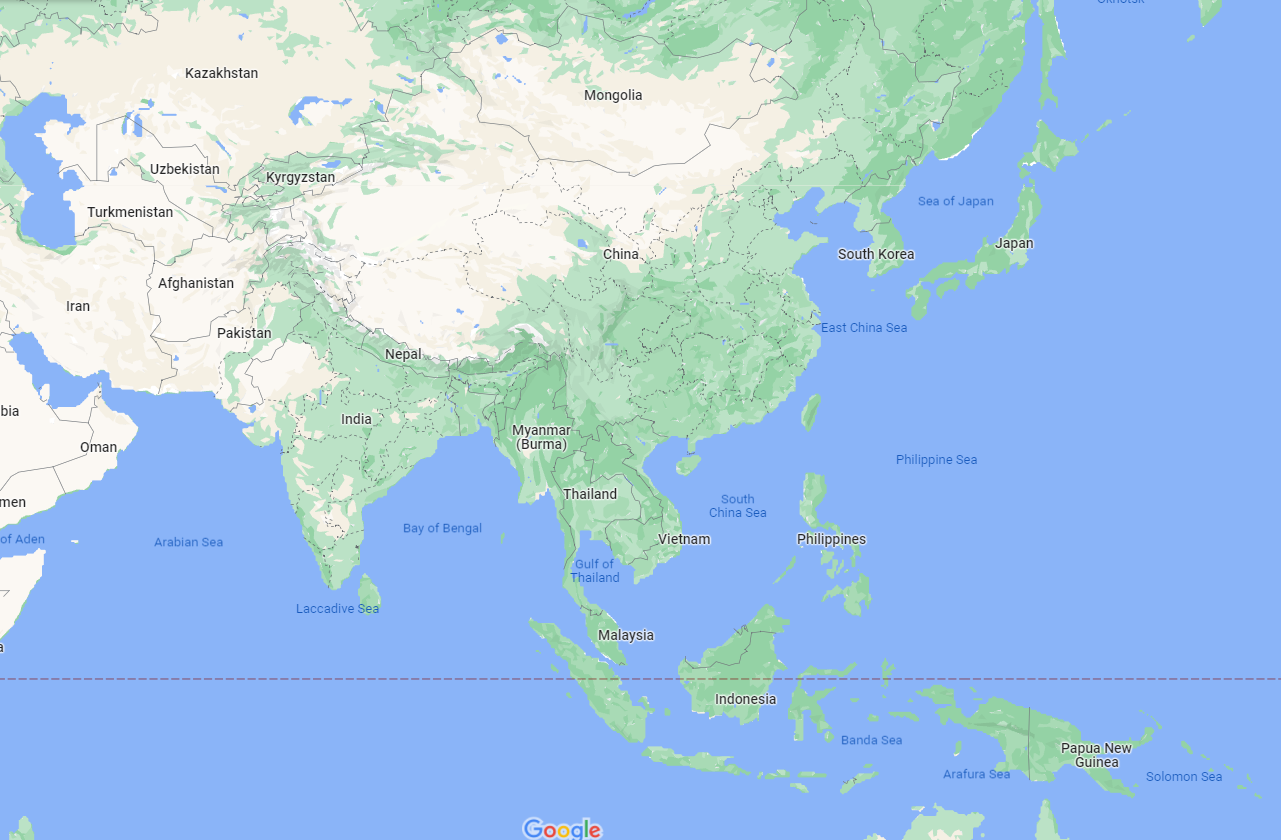 Okhotsk
Kazakhstan
Mongolia
Uzbekistan
Kyrgyzstan
Turkmenistan
Sea of Japan
Japan
China
South Korea
Afghanistan
Iran
Pakistan
East China Sea
Nepal
bia
India
Myanmar
(Burma)
Oman
Philippine Sea
men
Thailand
South
China Sea
Bay of Bengal
of Aden
Arabian Sea
Vietnam
Philippines
Gulf of
Thailand
Laccadive Sea
Malaysia
a
Indonesia
Banda Sea
Papua New
Guinea
Arafura Sea
Solomon Sea
Google